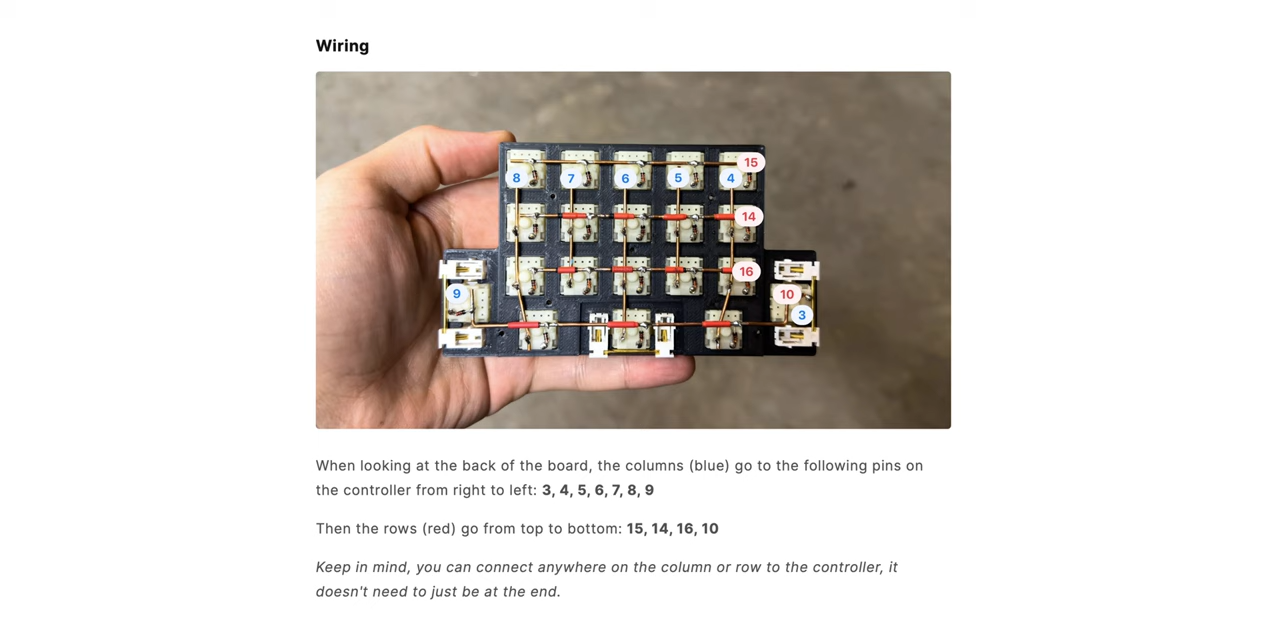 Wiring
15
8 7 6 5 4
14
16
9 10
3
When looking at the back of the board, the columns (blue) go to the following pins on
the controller from right to left: 3, 4, 5, 6, 7, 8, 9
Then the rows (red) go from top to bottom: 15, 14, 16, 10
Keep in mind, you can connect anywhere on the column or row to the controller, it
doesn't need to just be at the end.